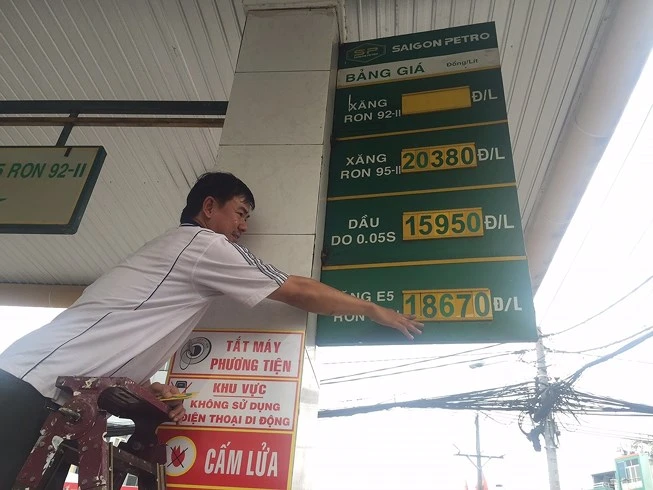 SP SAIGON PETRO
BẢNG GIÁ Đồng/Lít
XĂNG
RON 92-II Đ/L
XĂNG
RON 95-II 20380 Đ/L
DẦU
DO 0.05S 15950 Đ/L
E5
RON 18670 Đ/L
RON 92-II
TẮT MÁY
PHƯƠNG TIỆN
KHU VỰC
KHÔNG SỬ DỤNG
ĐIỆN THOẠI DI ĐỘNG
CẤM LỬA